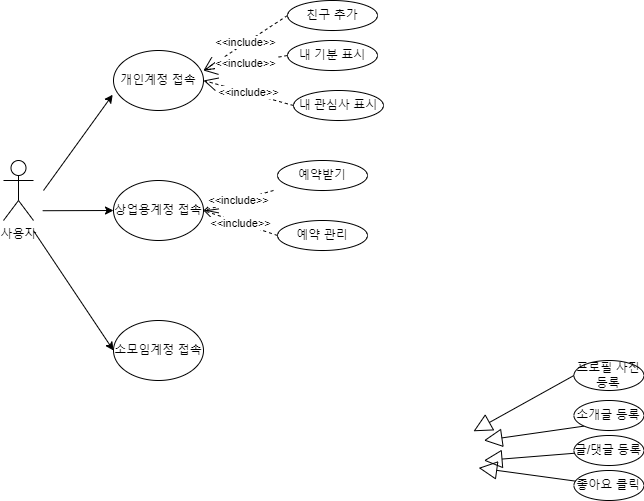 친구 추가
<<include>>
내 기분 표시
<<include>>
개인계정 접속
<<include>>
내 관심사 표시
예약받기
<<include>>
상업용계정 접속
<<include>>
사용자
예약 관리
소모임계정 접속
프로필 사진
등록
소개글 등록
글/댓글 등록
좋아요 클릭